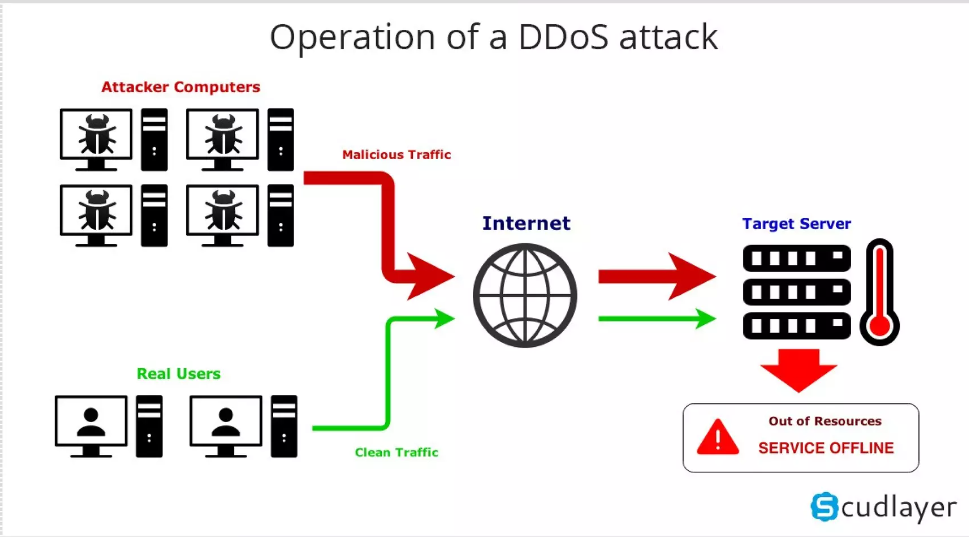 Operation of a DDoS attack
Attacker Computers
Malicious Traffic
Internet
Target Server
Real Users
Clean Traffic
Out of Resources
SERVICE OFFLINE
Scudlayer